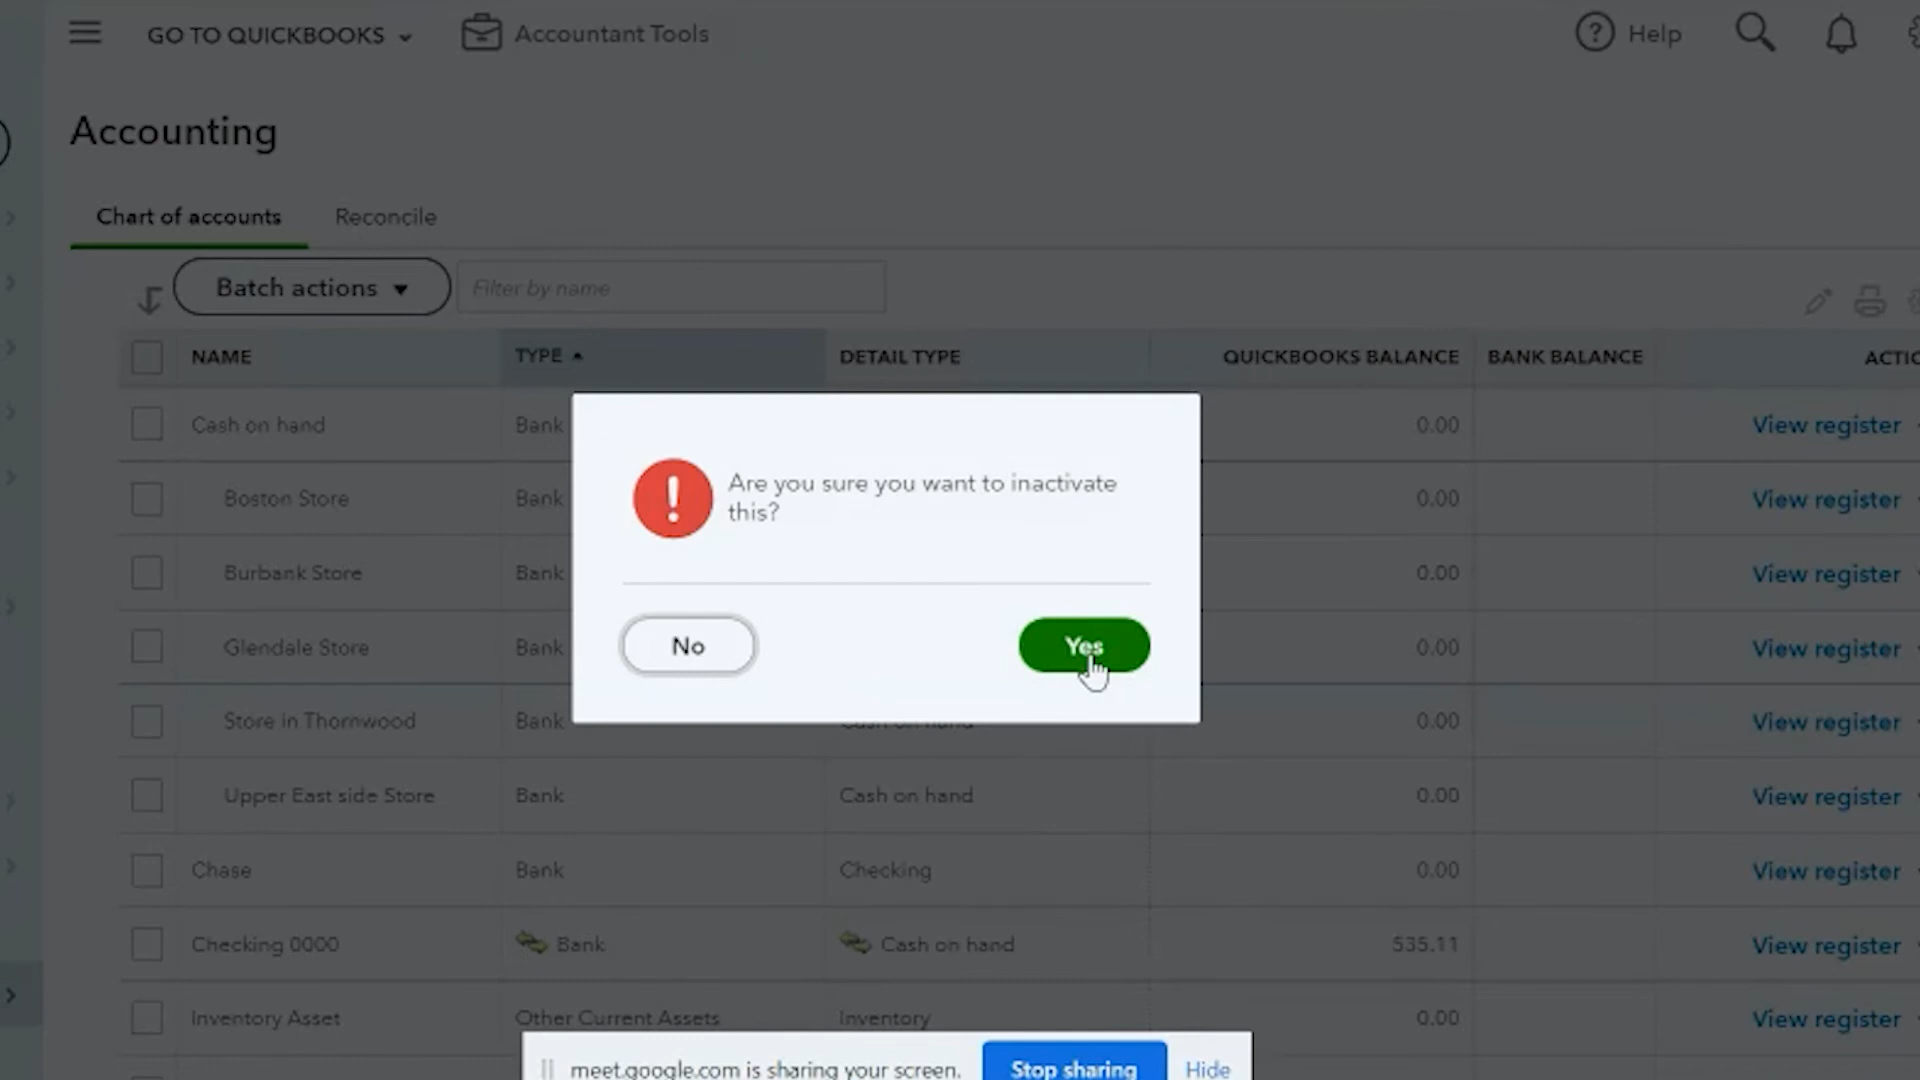 GO TO QUICKBOOKS
Accountant Tools
Help
Accounting
Chart of accounts
Reconcile
Batch actions
Filter by name
NAME TYPE DETAIL TYPE QUICKBOOKS BALANCE BANK BALANCE
Cash on hand Bank 0.00 View register
Are you sure you want to inactivate
this?
Boston Store Bank 0.00 View register
Burbank Store Bank 0.00 View register
Glendale Store Bank 0.00 View register
No Yes
Store in Thornwood Bank 0.00 View register
Upper East side Store Bank Cash on hand 0.00 View register
Chase Bank Checking 0.00 View register
Checking 0000 Bank Cash on hand 535.11 View register
Inventory Asset Other Current Assets Inventory 0.00 View register
meet.google.com is sharing your screen. Stop sharing Hide